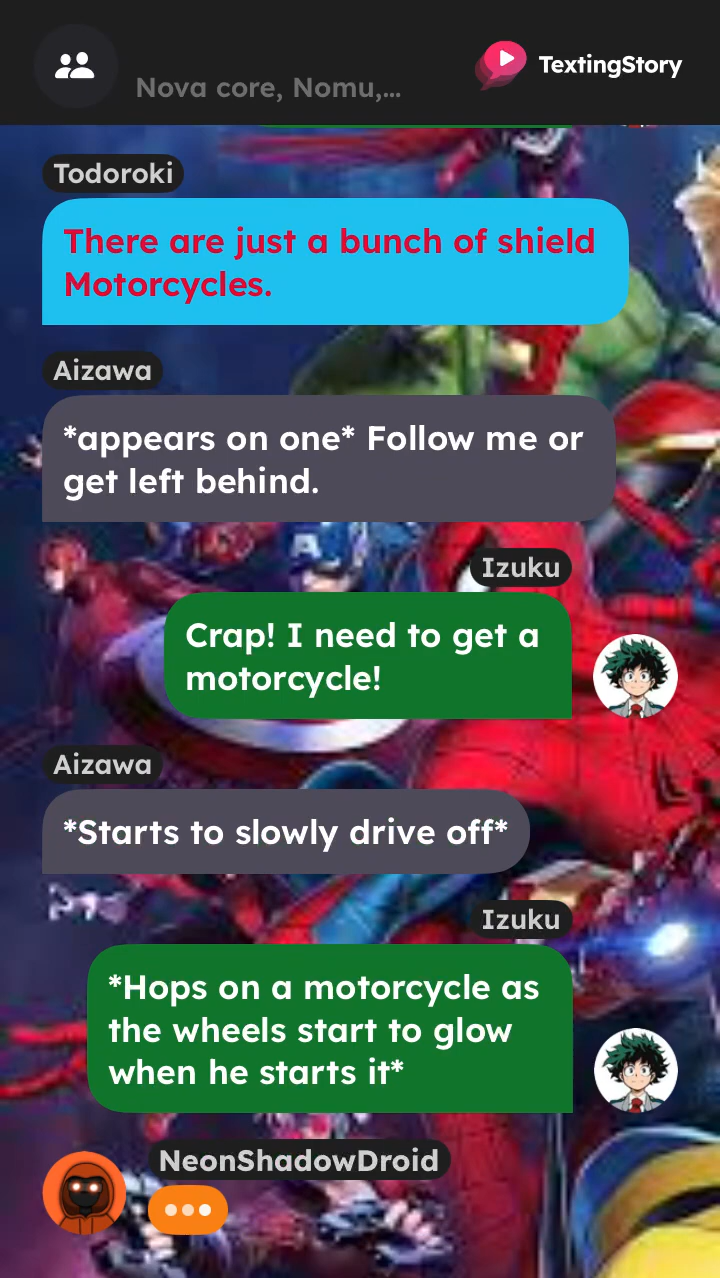 Nova core, Nomu,...
TextingStory
Todoroki
There are just a bunch of shield
Motorcycles.
Aizawa
*appears on one* Follow me or
get left behind.
Izuku
Crap! I need to get a
motorcycle!
Aizawa
*Starts to slowly drive off*
Izuku
*Hops on a motorcycle as
the wheels start to glow
when he starts it*
NeonShadowDroid